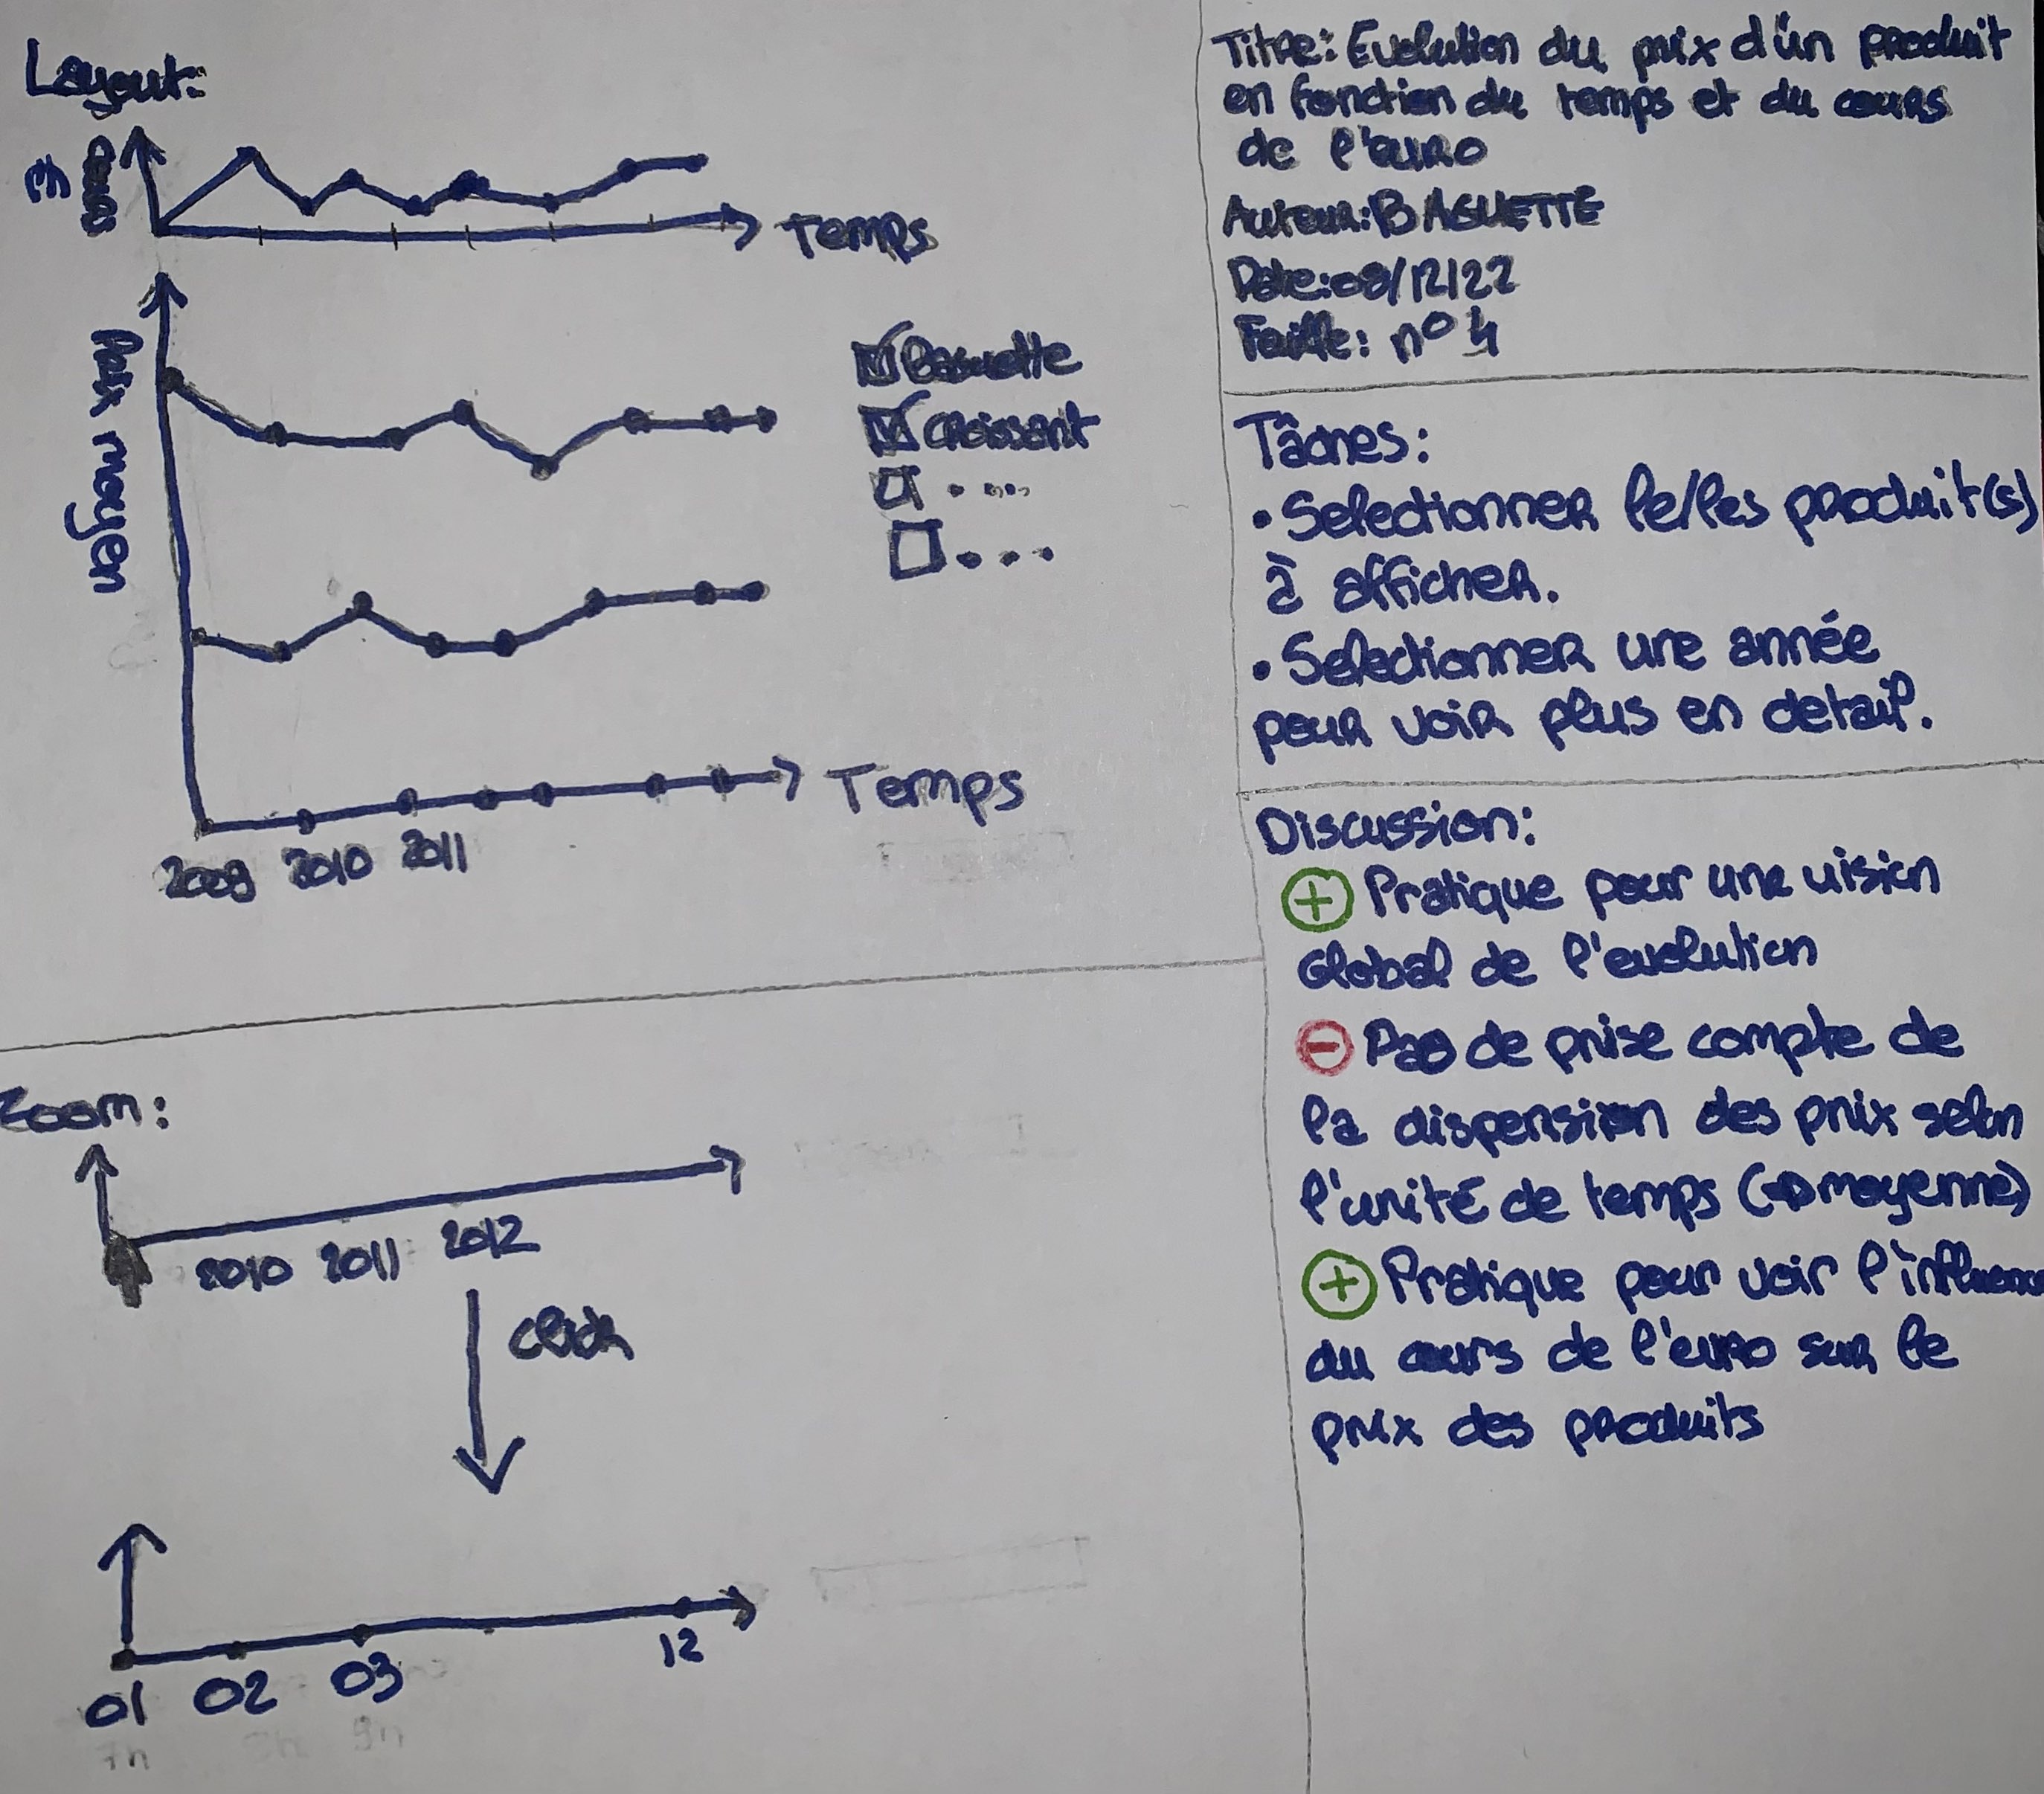 Layout:
cours
Temps
Prix moyen
Baguette
Croissant
....
...
Temps
2009 2010 2011
Zoom:
2010 2011 2012
click
01 02 03 12
7h 9h
Titre: Evolution du prix d'un produit
en fonction du temps et du cours
de l'euro
Auteur: BAGUETTE
Date: 08/12/22
Feuille: n° 4
Tâches:
• Selectionner le/les produit(s)
à afficher.
• Selectionner une année
pour voir plus en detail.
Discussion:
+ Pratique pour une vision
Global de l'evolution
- Pas de prise compte de
la dispersion des prix selon
l'unité de temps (→ moyenne)
+ Pratique pour voir l'influence
du cours de l'euro sur le
prix des produits